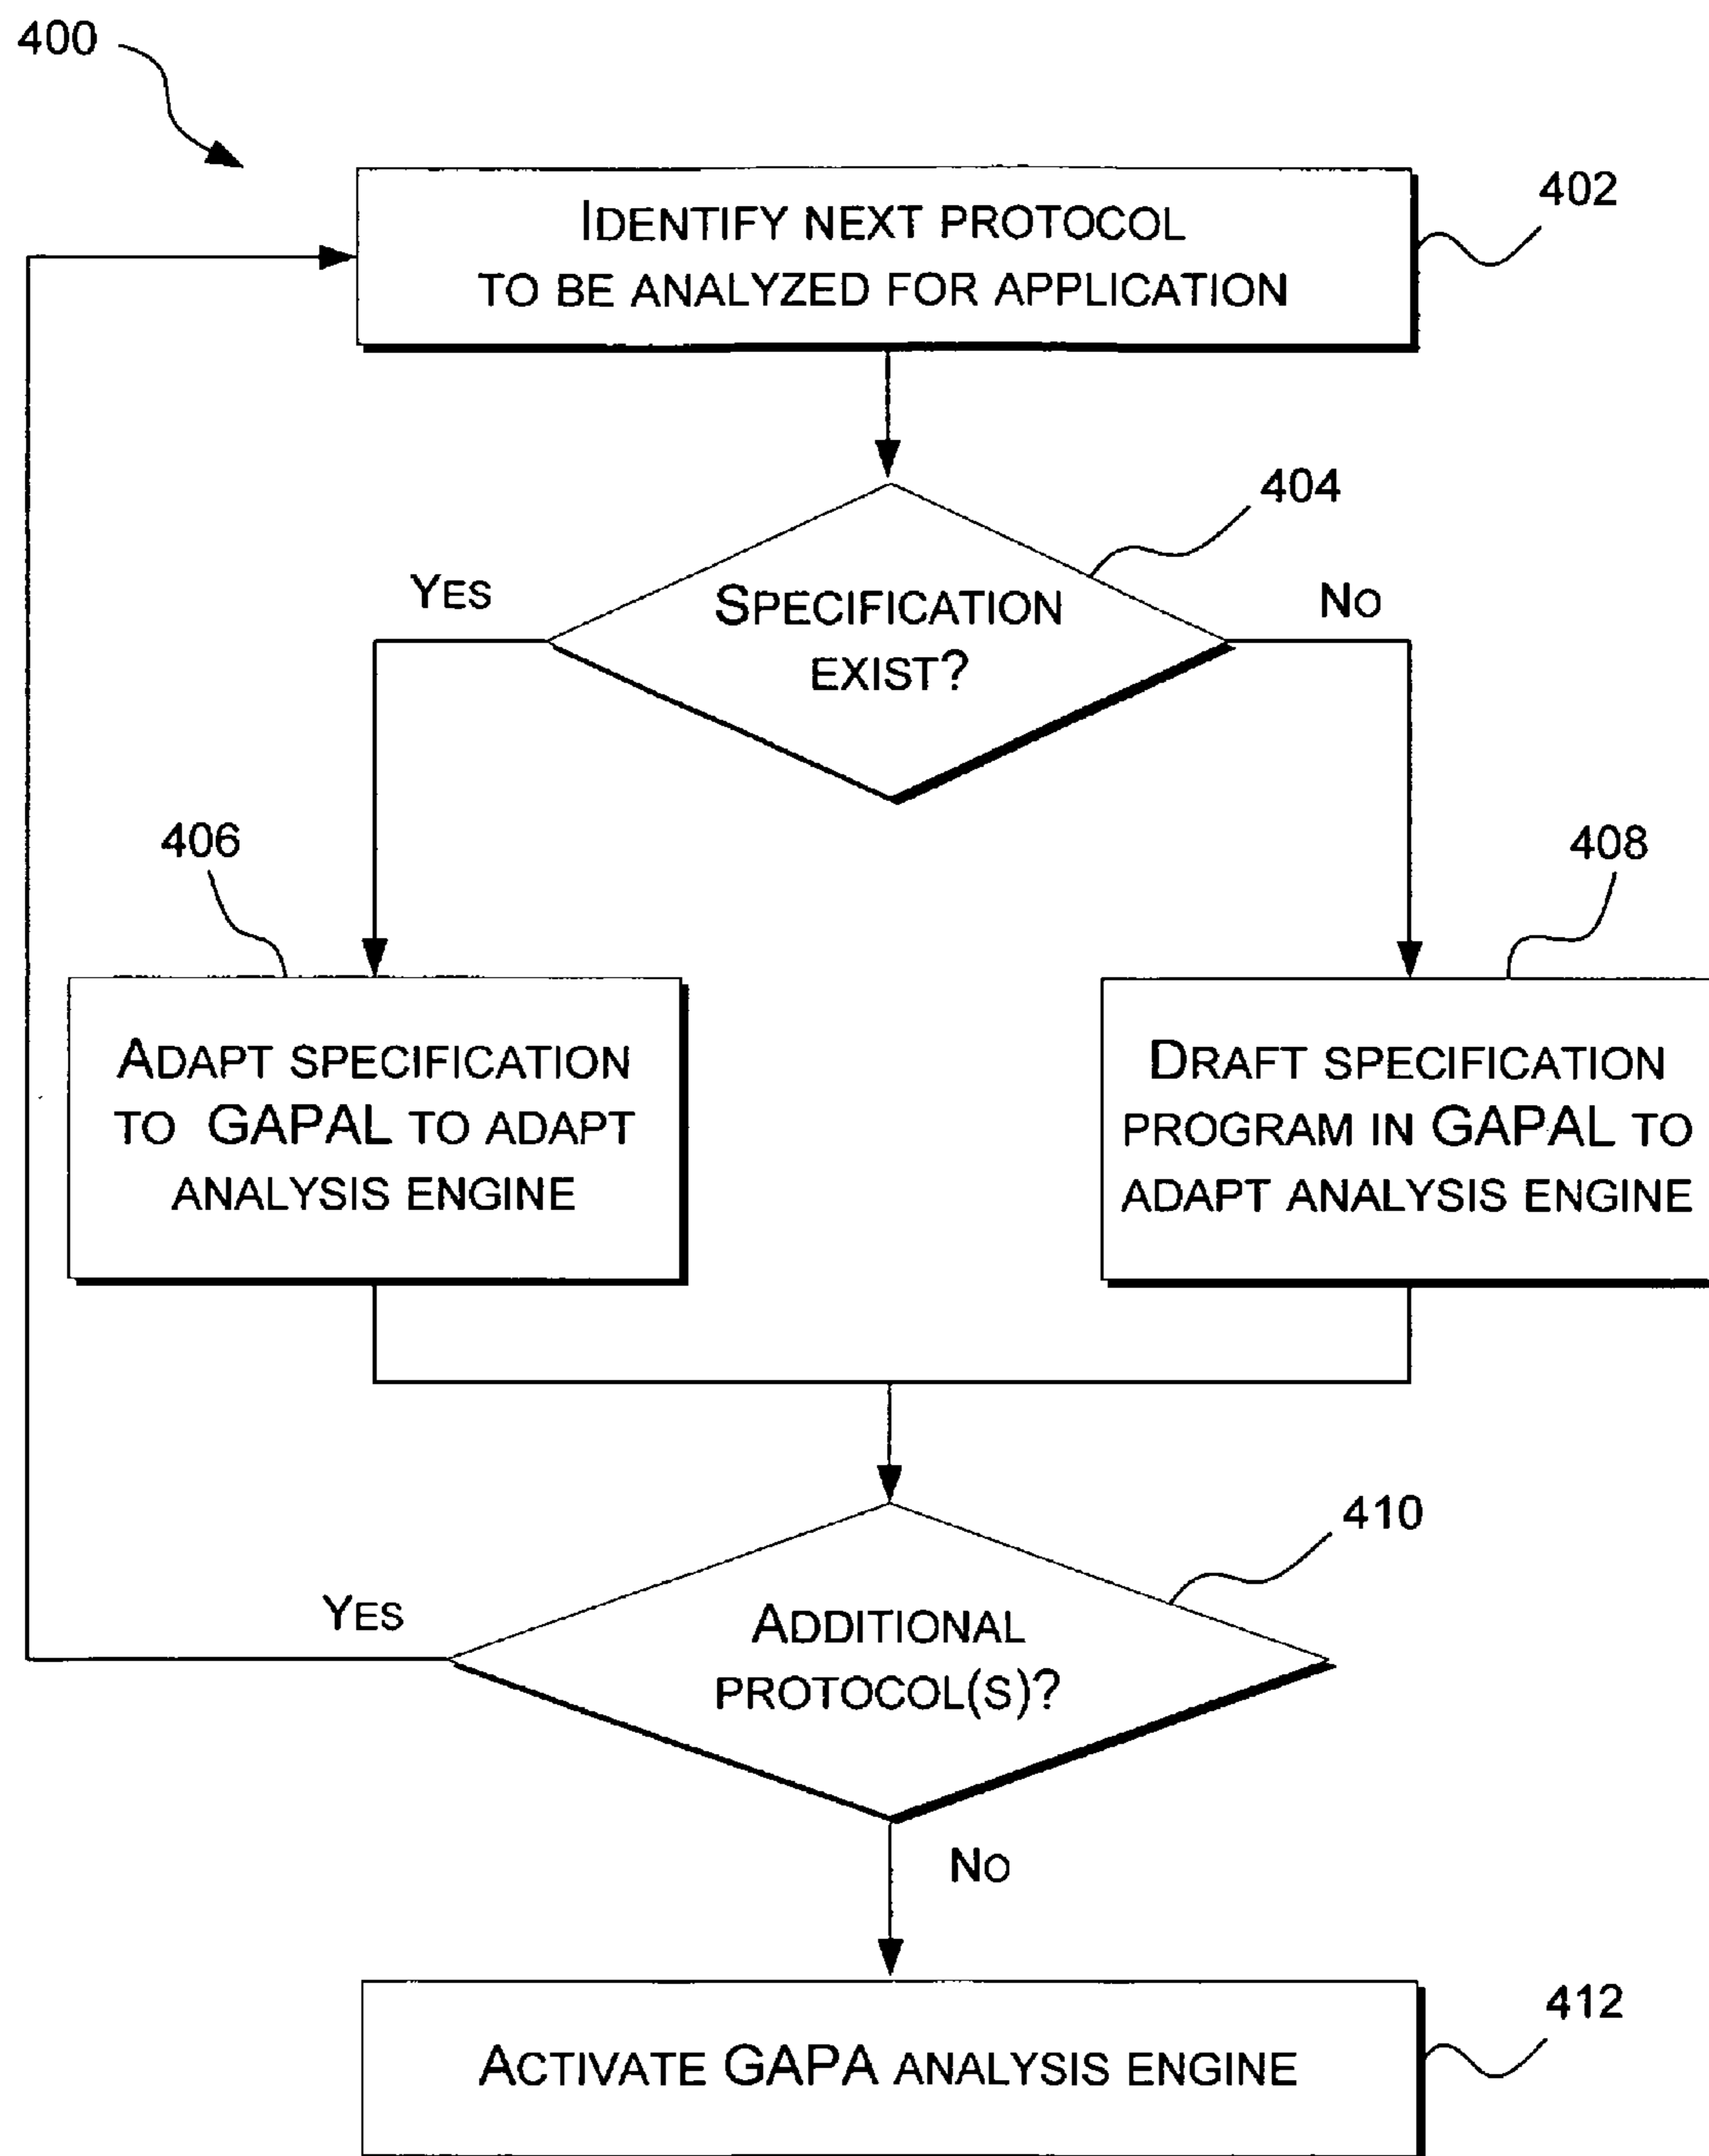 400
402
IDENTIFY NEXT PROTOCOL
TO BE ANALYZED FOR APPLICATION
404
YES
NO
SPECIFICATION
EXIST?
406
408
ADAPT SPECIFICATION
TO GAPAL TO ADAPT
ANALYSIS ENGINE
DRAFT SPECIFICATION
PROGRAM IN GAPAL TO
ADAPT ANALYSIS ENGINE
410
YES
ADDITIONAL
PROTOCOL(S)?
NO
412
ACTIVATE GAPA ANALYSIS ENGINE